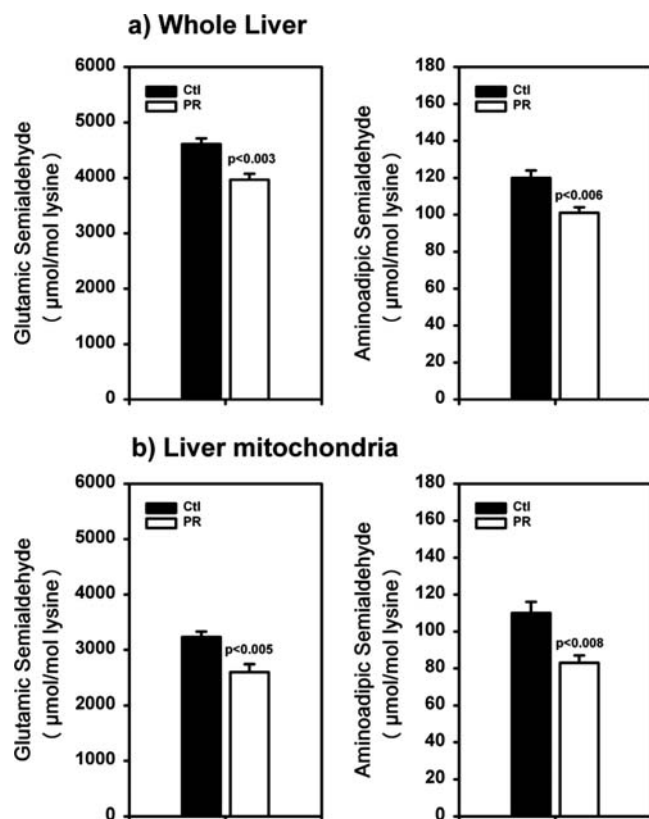 a) Whole Liver
Glutamic Semialdehyde
( μmol/mol lysine)
6000
5000
4000
3000
2000
1000
0
Ctl
PR
p<0.003
Aminoadipic Semialdehyde
( μmol/mol lysine)
180
160
140
120
100
80
60
40
20
0
Ctl
PR
p<0.006
b) Liver mitochondria
Glutamic Semialdehyde
( μmol/mol lysine)
6000
5000
4000
3000
2000
1000
0
Ctl
PR
p<0.005
Aminoadipic Semialdehyde
( μmol/mol lysine)
180
160
140
120
100
80
60
40
20
0
Ctl
PR
p<0.008